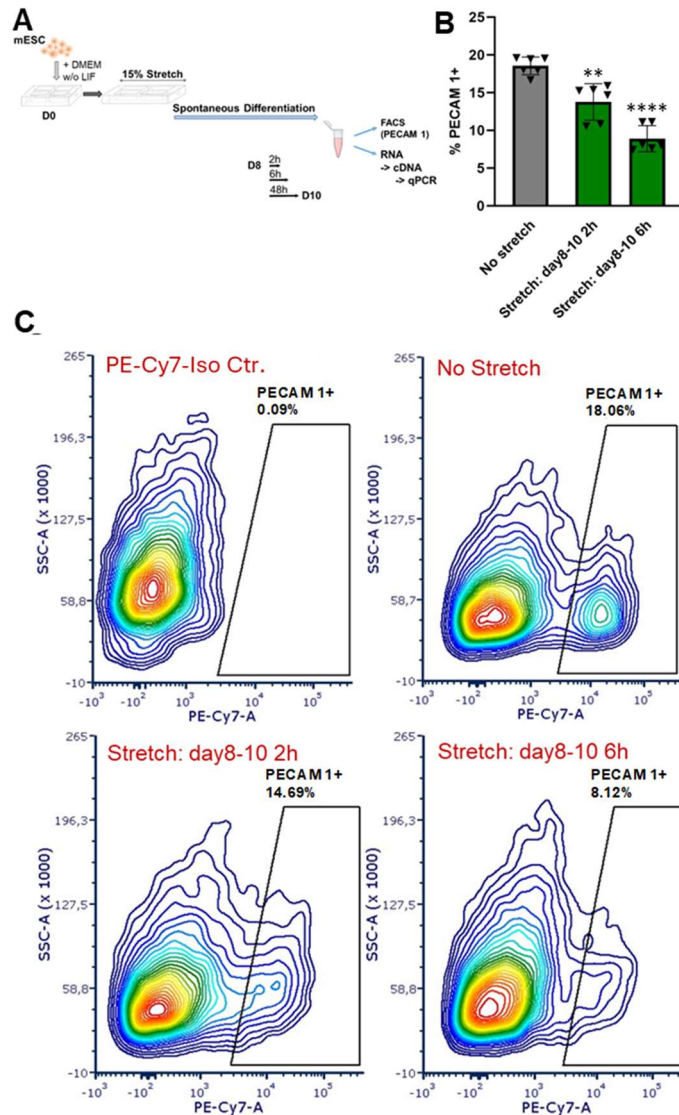 A
mESC
+ DMEM
w/o LIF
15% Stretch
D0
Spontaneous Differentiation
FACS
(PECAM 1)
RNA
-> cDNA
-> qPCR
D8
2h
6h
48h
D10
B
% PECAM 1+
25
20
15
10
5
0
**
****
No stretch
Stretch: day8-10 2h
Stretch: day8-10 6h
C
PE-Cy7-Iso Ctr.
PECAM 1+
0.09%
SSC-A (x 1000)
265
196,3
127,5
58,8
-10
-10³ -10² 10³ 10⁴ 10⁵
PE-Cy7-A
No Stretch
PECAM 1+
18.06%
SSC-A (x 1000)
265
196,2
127,5
58,7
-10
-10³ -10² 10³ 10⁴ 10⁵
PE-Cy7-A
Stretch: day8-10 2h
PECAM 1+
14.69%
SSC-A (x 1000)
265
196,3
127,5
58,8
-10
-10³ -10² 10³ 10⁴ 10⁵
PE-Cy7-A
Stretch: day8-10 6h
PECAM 1+
8.12%
SSC-A (x 1000)
265
196,3
127,5
58,8
-10
-10³ -10² 10³ 10⁴ 10⁵
PE-Cy7-A